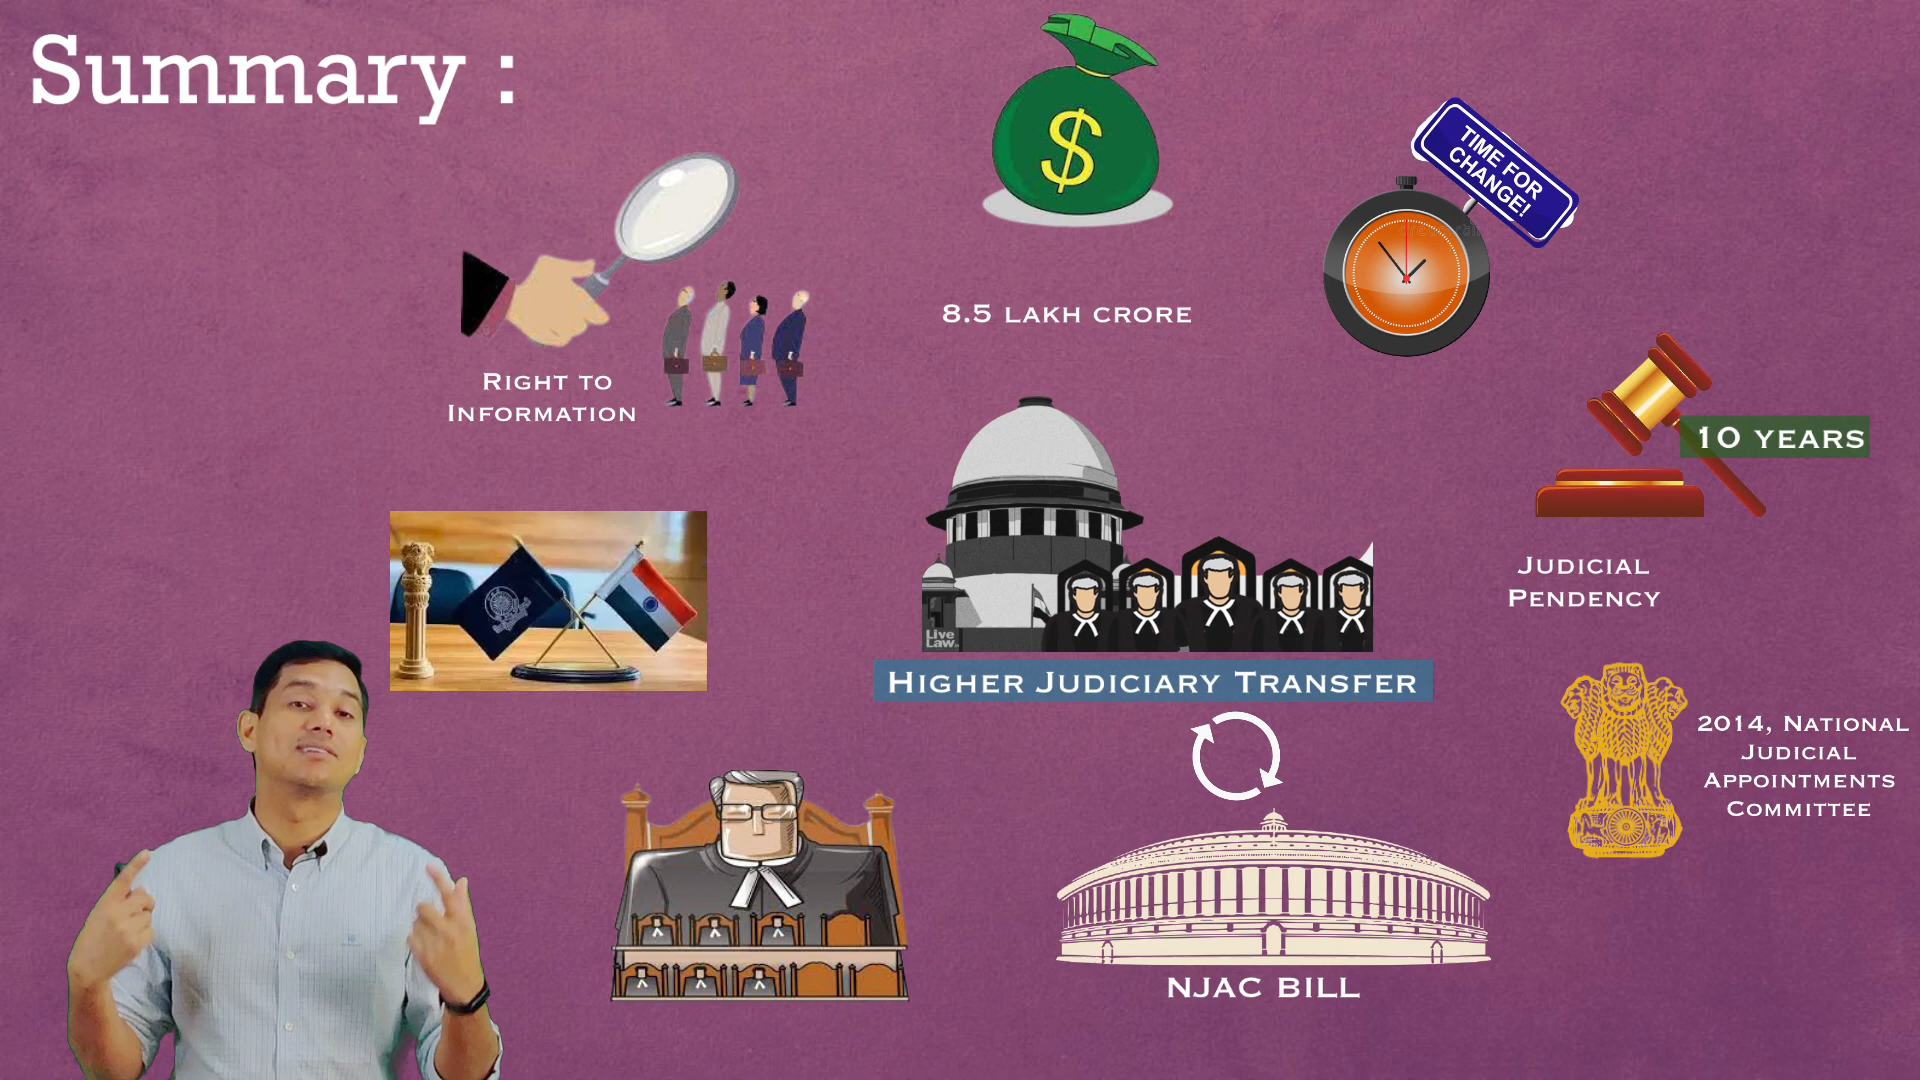 Summary :
TIME FOR
CHANGE!
8.5 LAKH CRORE
RIGHT TO
INFORMATION
10 YEARS
JUDICIAL
PENDENCY
Live
Law
HIGHER JUDICIARY TRANSFER
2014, NATIONAL
JUDICIAL
APPOINTMENTS
COMMITTEE
NJAC BILL